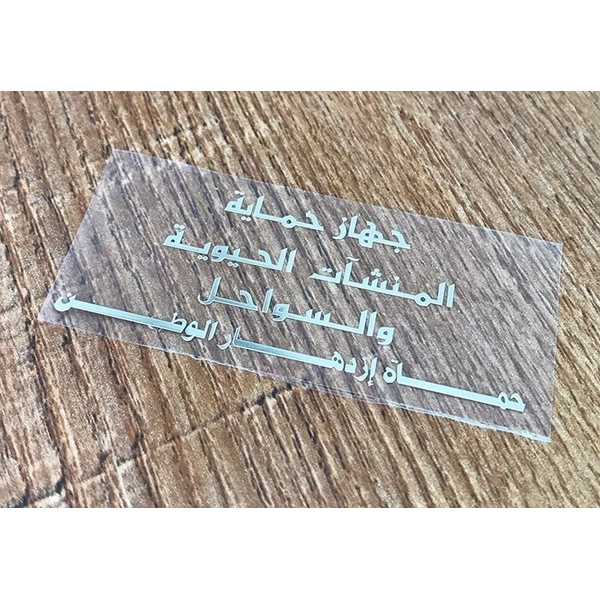 جهاز حماية
المنشآت الحيوية
والسواحل
حماة إزدهار الوطن